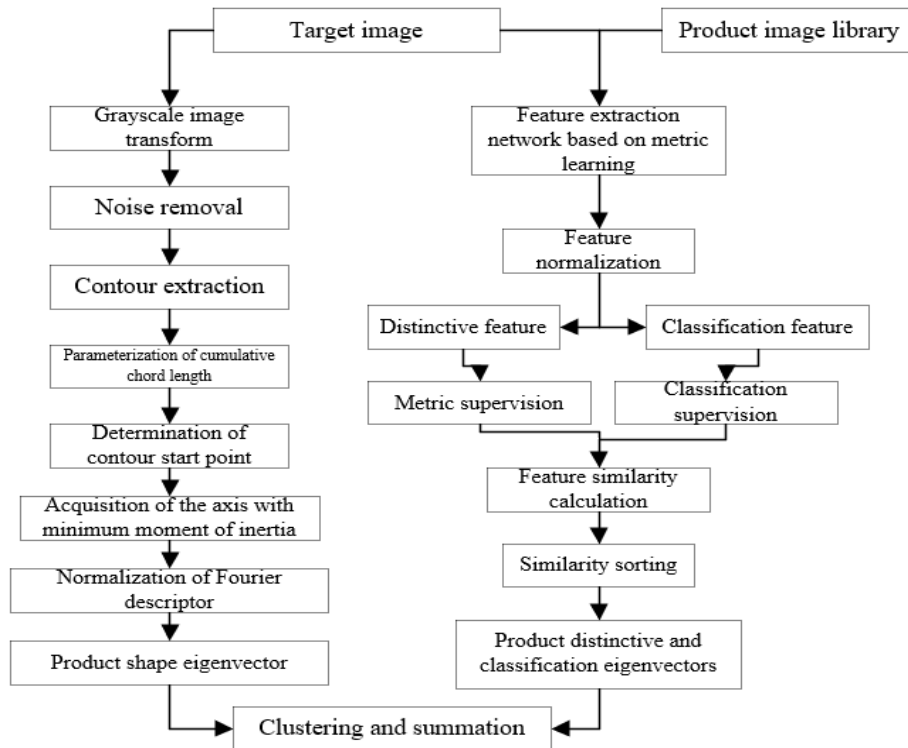 Target image
Product image library
Grayscale image
transform
Noise removal
Contour extraction
Parameterization of cumulative
chord length
Determination of
contour start point
Acquisition of the axis with
minimum moment of inertia
Normalization of Fourier
descriptor
Product shape eigenvector
Feature extraction
network based on metric
learning
Feature
normalization
Distinctive feature
Classification feature
Metric supervision
Classification
supervision
Feature similarity
calculation
Similarity sorting
Product distinctive and
classification eigenvectors
Clustering and summation